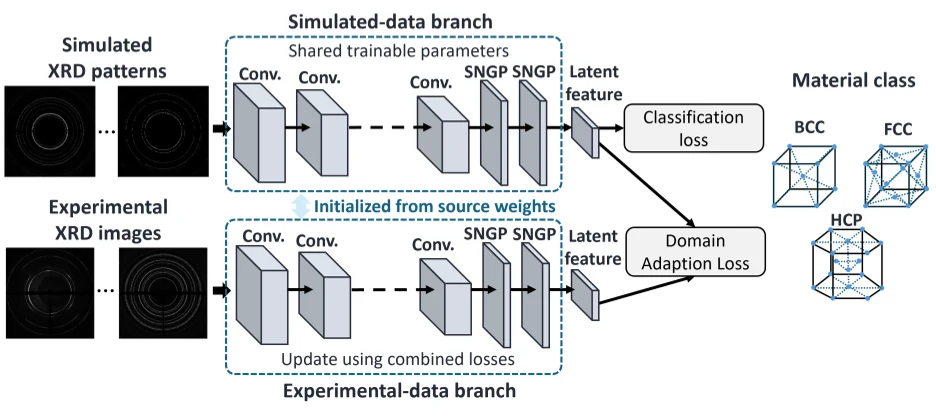 Simulated-data branch
Simulated
XRD patterns
...
Shared trainable parameters
Conv.
Conv.
Conv.
SNGP
SNGP
Latent
feature
Classification
loss
Material class
BCC
FCC
HCP
Initialized from source weights
Experimental
XRD images
...
Conv.
Conv.
Conv.
SNGP
SNGP
Latent
feature
Domain
Adaption Loss
Update using combined losses
Experimental-data branch